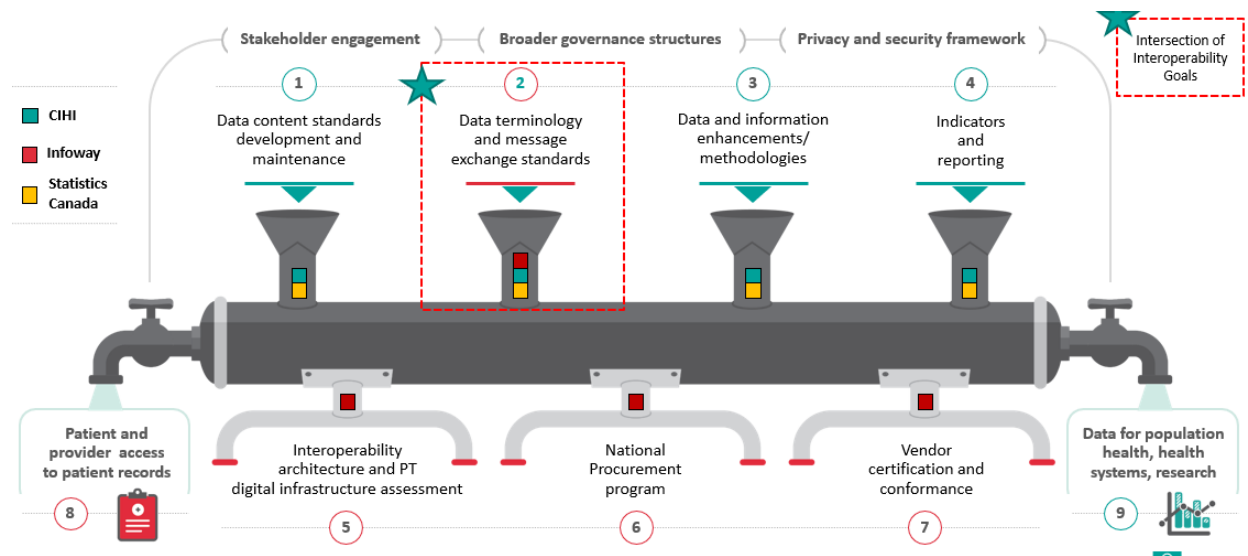 Stakeholder engagement
Broader governance structures
Privacy and security framework
Intersection of
Interoperability
Goals
1
2
3
4
CIHI
Infoway
Statistics
Canada
Data content standards
development and
maintenance
Data terminology
and message
exchange standards
Data and information
enhancements/
methodologies
Indicators
and
reporting
Patient and
provider access
to patient records
8
Interoperability
architecture and PT
digital infrastructure assessment
5
National
Procurement
program
6
Vendor
certification and
conformance
7
Data for population
health, health
systems, research
9